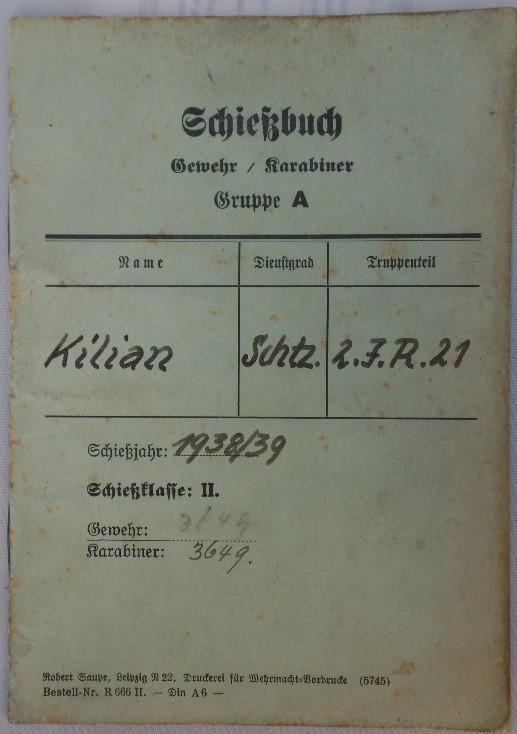 Schießbuch
Gewehr / Karabiner
Gruppe A
Name Dienstgrad Truppenteil
Kilian Schtz. 2.J.R.21
Schießjahr: 1938/39
Schießklasse: II.
Gewehr: 3649
Karabiner: 3649.
Robert Saupe, Leipzig N 22, Druckerei für Wehrmacht-Vordrucke (5745)
Bestell-Nr. R 666 II. — Din A 6 —